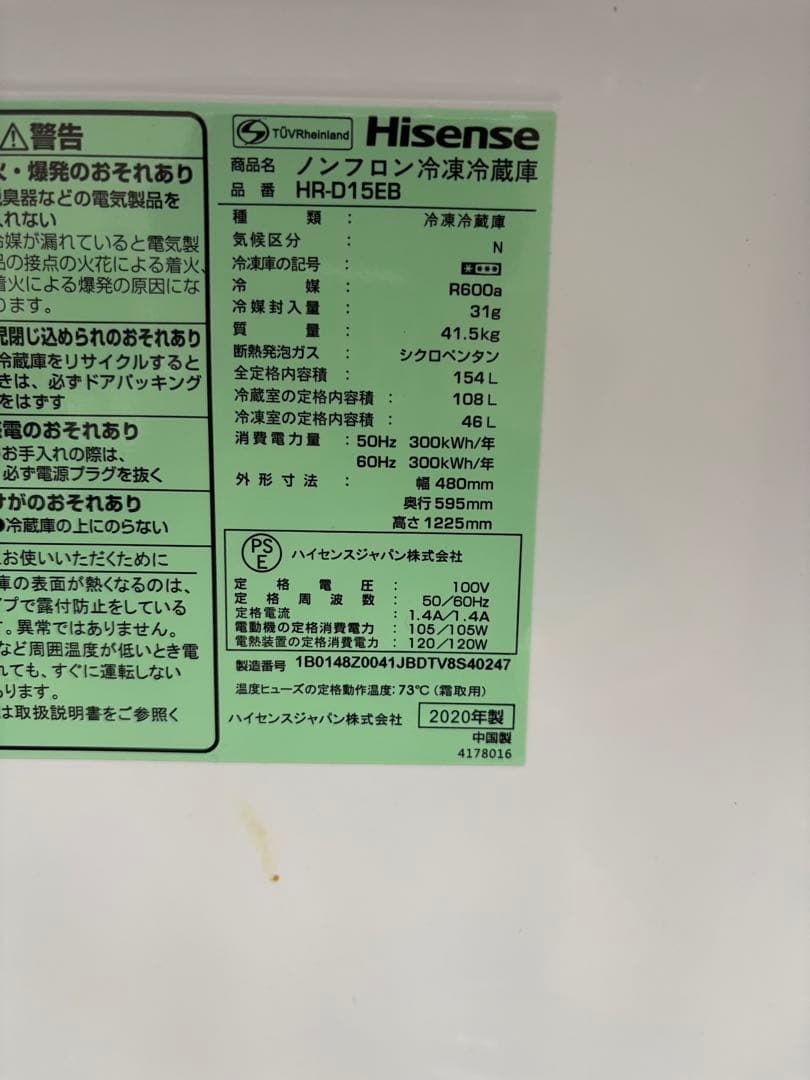 警告
火・爆発のおそれあり
脱臭器などの電気製品を
入れない
冷媒が漏れていると電気製
品の接点の火花による着火、
着火による爆発の原因にな
ります。
閉じ込められのおそれあり
冷蔵庫をリサイクルすると
きは、必ずドアパッキング
をはずす
感電のおそれあり
お手入れの際は、
必ず電源プラグを抜く
けがのおそれあり
●冷蔵庫の上にのらない
お使いいただくために
庫の表面が熱くなるのは、
イプで露付防止をしている
す。異常ではありません。
など周囲温度が低いとき電
れても、すぐに運転しない
あります。
は取扱説明書をご参照く
TÜVRheinland
Hisense
商品名 ノンフロン冷凍冷蔵庫
品番 HR-D15EB
種類 : 冷凍冷蔵庫
気候区分 : N
冷凍庫の記号 :
冷媒 : R600a
冷媒封入量 : 31g
質量 : 41.5kg
断熱発泡ガス : シクロペンタン
全定格内容積 : 154L
冷蔵室の定格内容積 : 108L
冷凍室の定格内容積 : 46L
消費電力量 : 50Hz 300kWh/年
60Hz 300kWh/年
外形寸法 : 幅 480mm
奥行 595mm
高さ 1225mm
PSE ハイセンスジャパン株式会社
定格電圧 : 100V
定格周波数 : 50/60Hz
定格電流 : 1.4A/1.4A
電動機の定格消費電力 : 105/105W
電熱装置の定格消費電力 : 120/120W
製造番号 1B0148Z0041JBDTV8S40247
温度ヒューズの定格動作温度:73℃(霜取用)
ハイセンスジャパン株式会社 2020年製
中国製
4178016